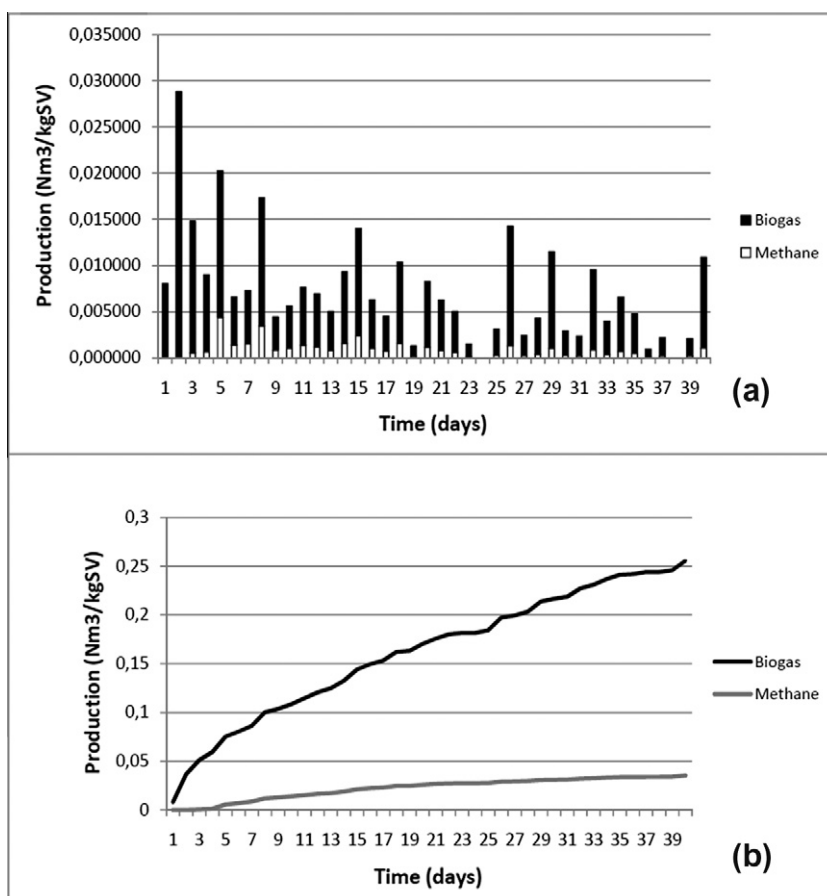 0,035000
0,030000
0,025000
0,020000
0,015000
0,010000
0,005000
0,000000
Production (Nm3/kgSV)
1 3 5 7 9 11 13 15 17 19 21 23 25 27 29 31 33 35 37 39
Time (days)
Biogas
Methane
(a)
0,3
0,25
0,2
0,15
0,1
0,05
0
Production (Nm3/kgSV)
1 3 5 7 9 11 13 15 17 19 21 23 25 27 29 31 33 35 37 39
Time (days)
Biogas
Methane
(b)